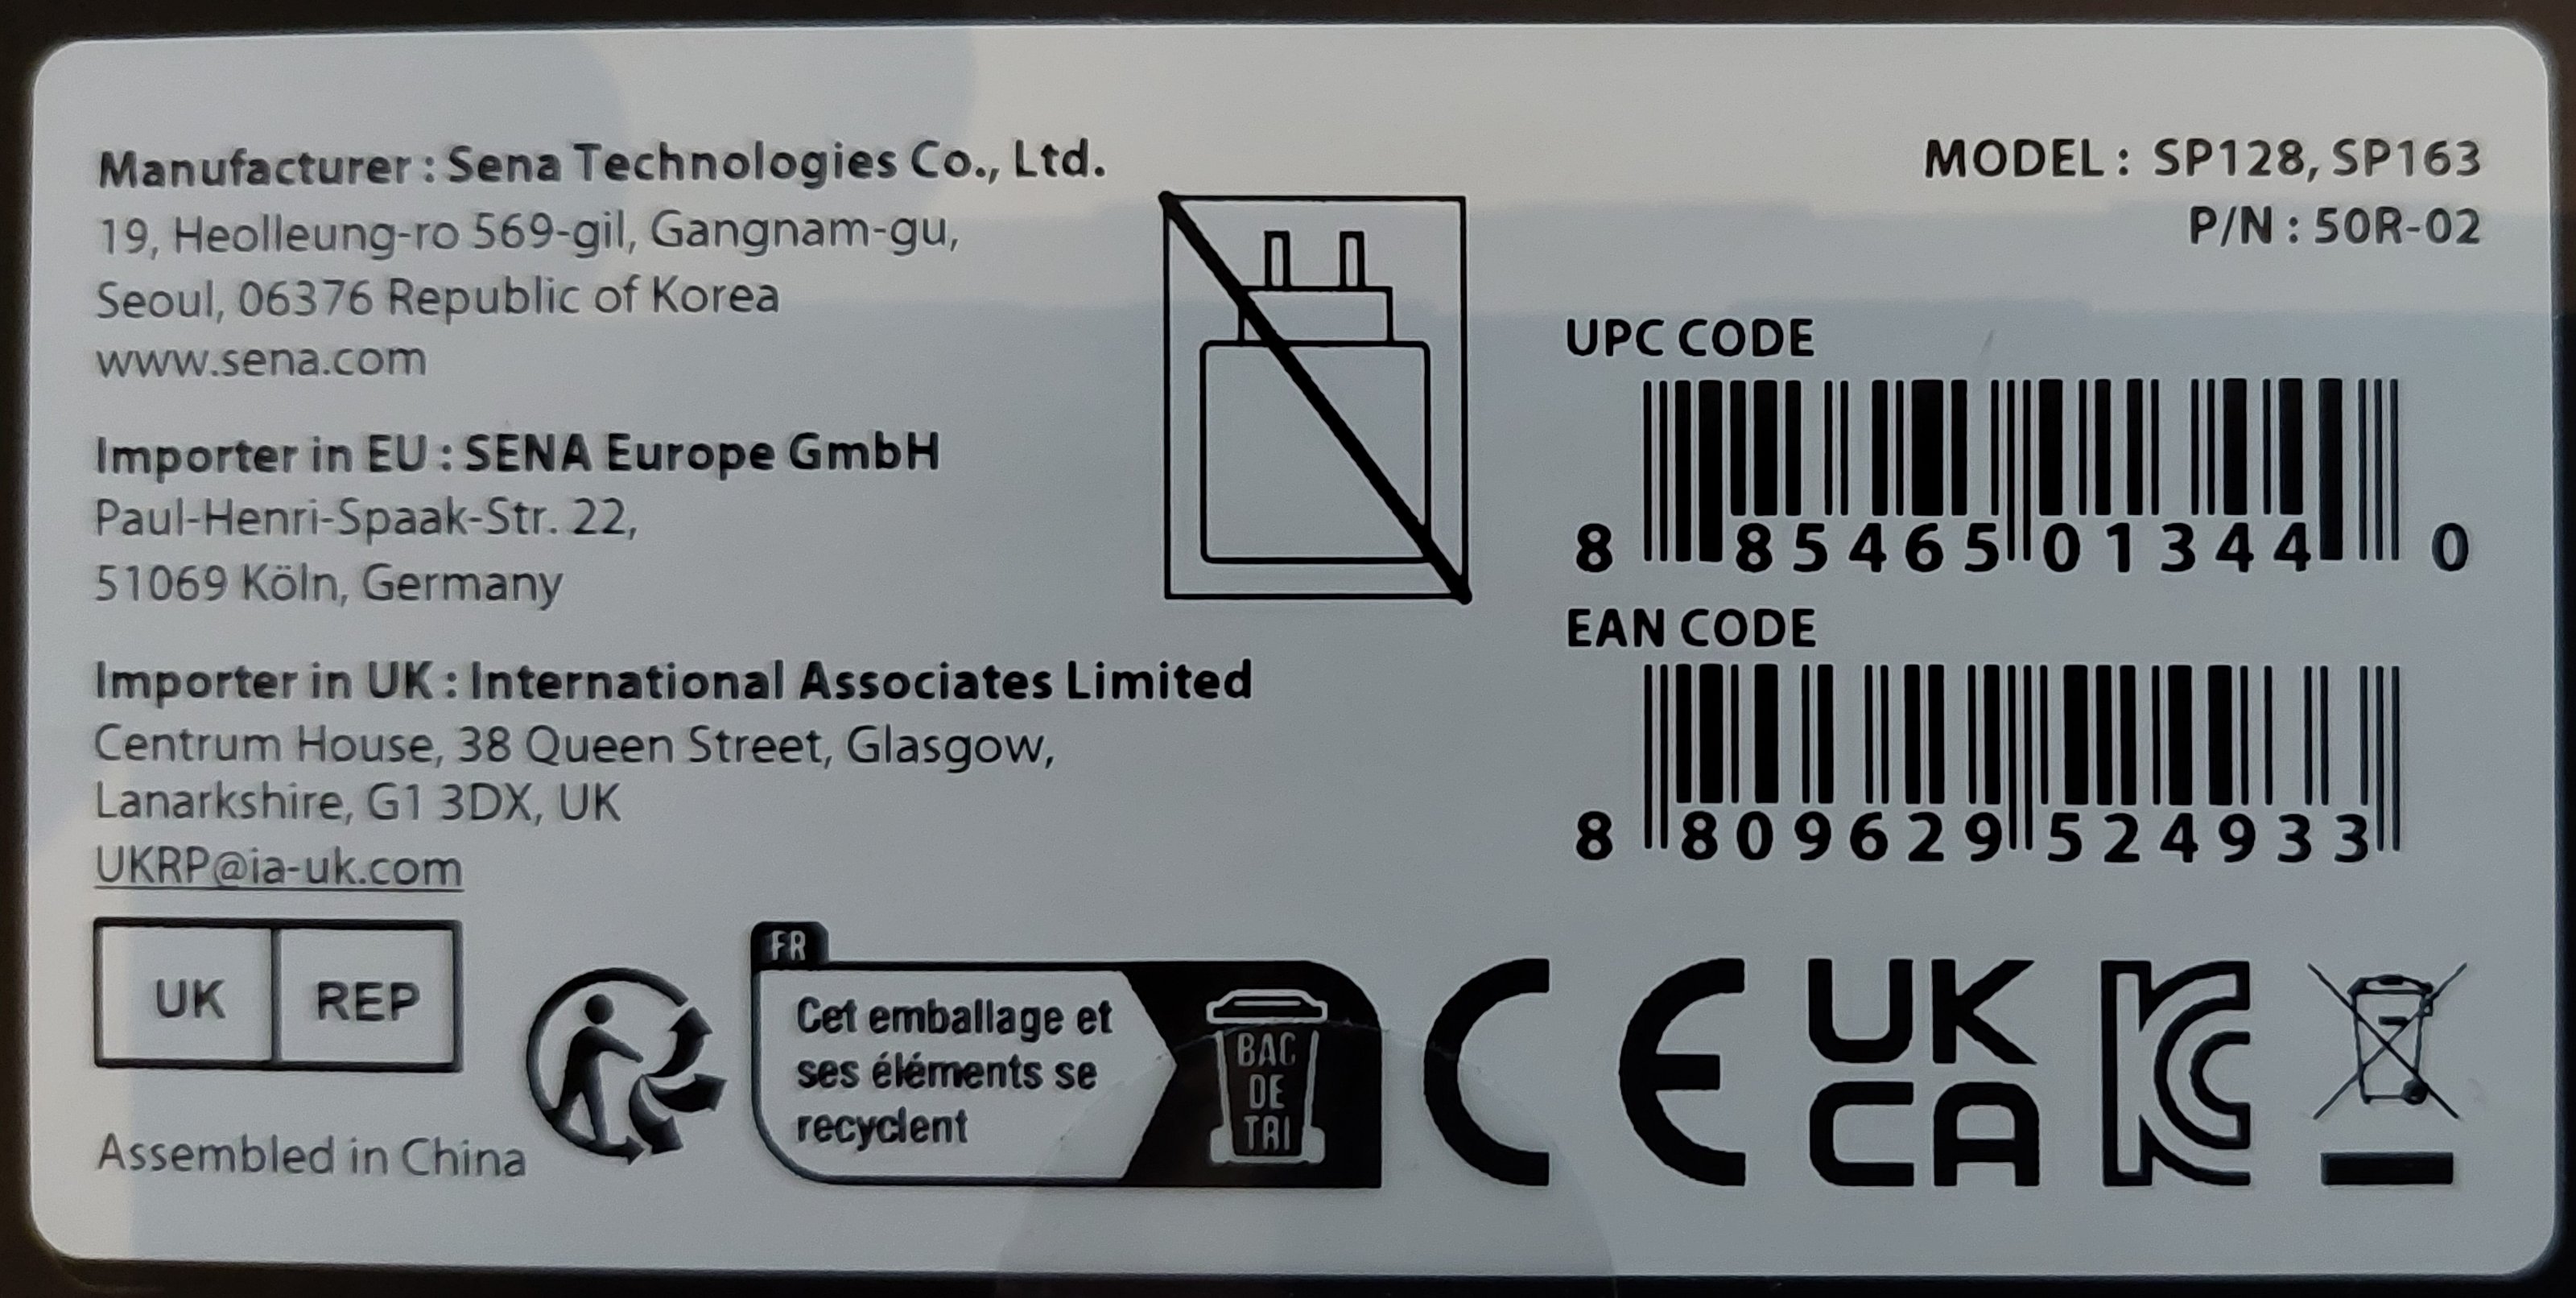 Manufacturer : Sena Technologies Co., Ltd.
19, Heolleung-ro 569-gil, Gangnam-gu,
Seoul, 06376 Republic of Korea
www.sena.com
Importer in EU : SENA Europe GmbH
Paul-Henri-Spaak-Str. 22,
51069 Köln, Germany
Importer in UK : International Associates Limited
Centrum House, 38 Queen Street, Glasgow,
Lanarkshire, G1 3DX, UK
UKRP@ia-uk.com
UK REP
Assembled in China
FR
Cet emballage et
ses éléments se
recyclent
BAC
DE
TRI
MODEL : SP128, SP163
P/N : 50R-02
UPC CODE
8 85465 01344 0
EAN CODE
8 809629 524933
CE
UK
CA
KC